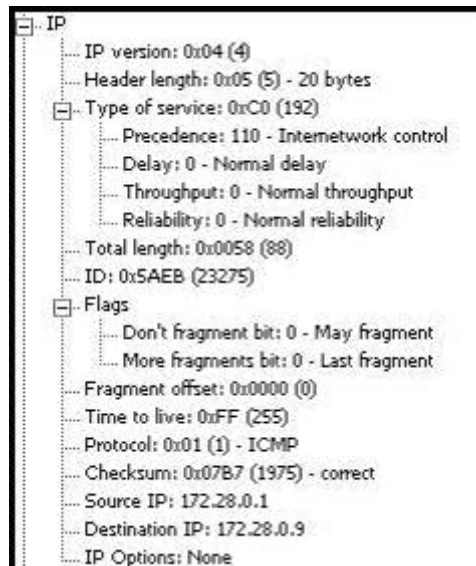 IP
IP version: 0x04 (4)
Header length: 0x05 (5) - 20 bytes
Type of service: 0xC0 (192)
Precedence: 110 - Internetwork control
Delay: 0 - Normal delay
Throughput: 0 - Normal throughput
Reliability: 0 - Normal reliability
Total length: 0x0058 (88)
ID: 0x5AEB (23275)
Flags
Don't fragment bit: 0 - May fragment
More fragments bit: 0 - Last fragment
Fragment offset: 0x0000 (0)
Time to live: 0xFF (255)
Protocol: 0x01 (1) - ICMP
Checksum: 0x07B7 (1975) - correct
Source IP: 172.28.0.1
Destination IP: 172.28.0.9
IP Options: None